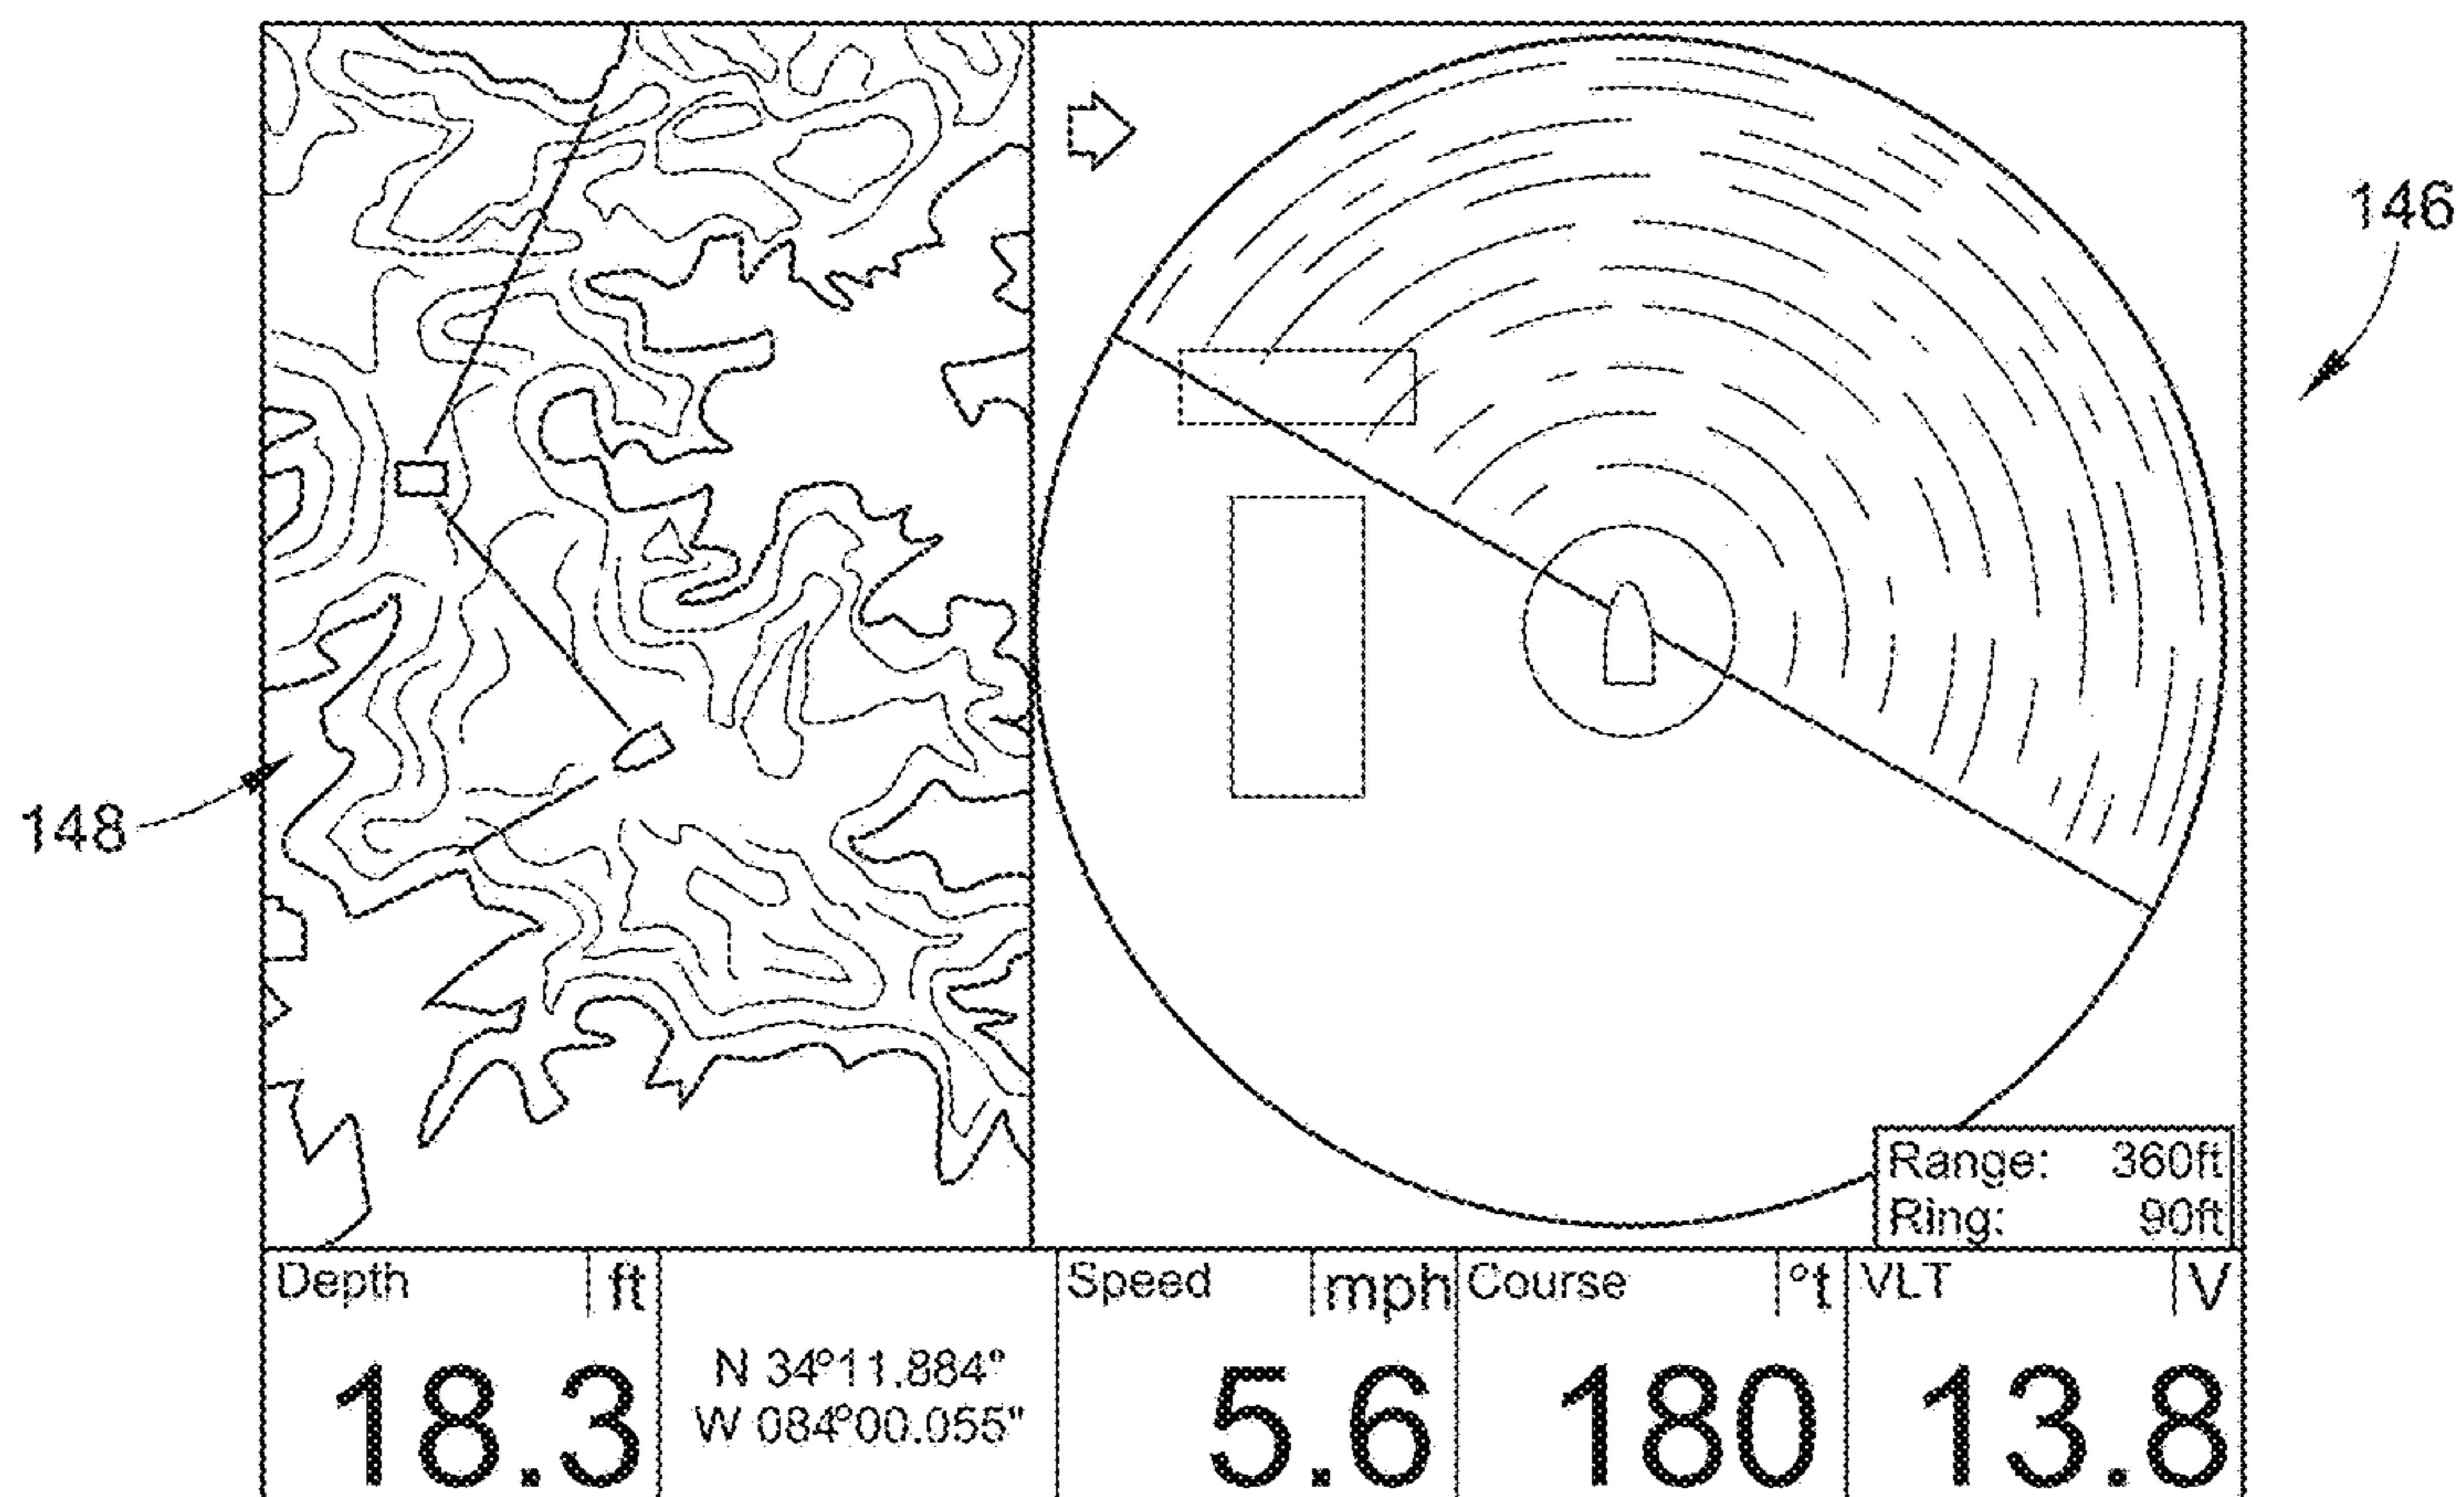 146
148
Range: 360ft
Ring: 90ft
Depth ft
18.3
N 34°11.884"
W 084°00.055"
Speed mph
5.6
Course °t
180
VLT V
13.8